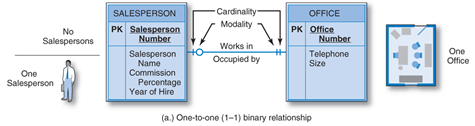 No
Salespersons
One
Salesperson
SALESPERSON
PK Salesperson
Number
Salesperson
Name
Commission
Percentage
Year of Hire
Cardinality
Modality
Works in
Occupied by
OFFICE
PK Office
Number
Telephone
Size
One
Office
(a.) One-to-one (1–1) binary relationship